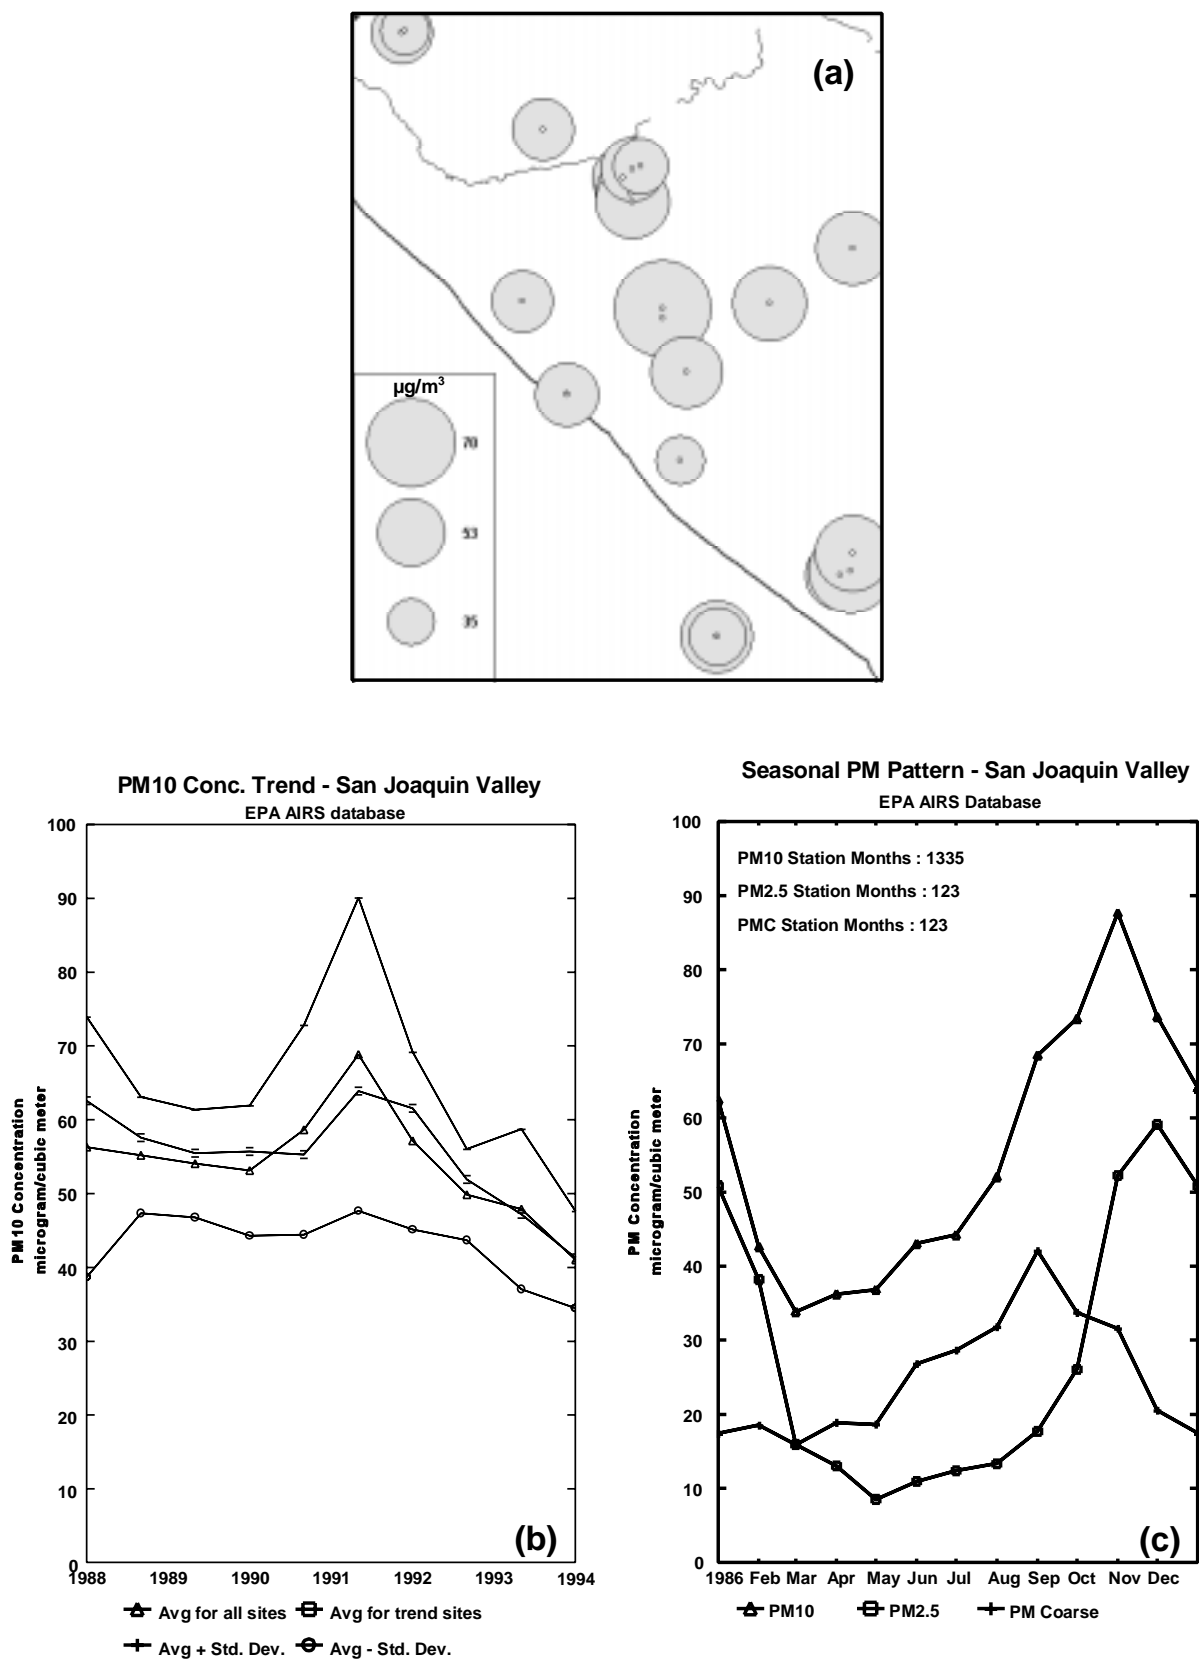 (a)
µg/m³
70
53
35
PM10 Conc. Trend - San Joaquin Valley
EPA AIRS database
100
90
80
70
60
50
40
30
20
10
0
PM10 Concentration
microgram/cubic meter
(b)
1988 1989 1990 1991 1992 1993 1994
Avg for all sites Avg for trend sites
Avg + Std. Dev. Avg - Std. Dev.
Seasonal PM Pattern - San Joaquin Valley
EPA AIRS Database
100
90
80
70
60
50
40
30
20
10
0
PM Concentration
microgram/cubic meter
PM10 Station Months : 1335
PM2.5 Station Months : 123
PMC Station Months : 123
(c)
1986 Feb Mar Apr May Jun Jul Aug Sep Oct Nov Dec
PM10 PM2.5 PM Coarse